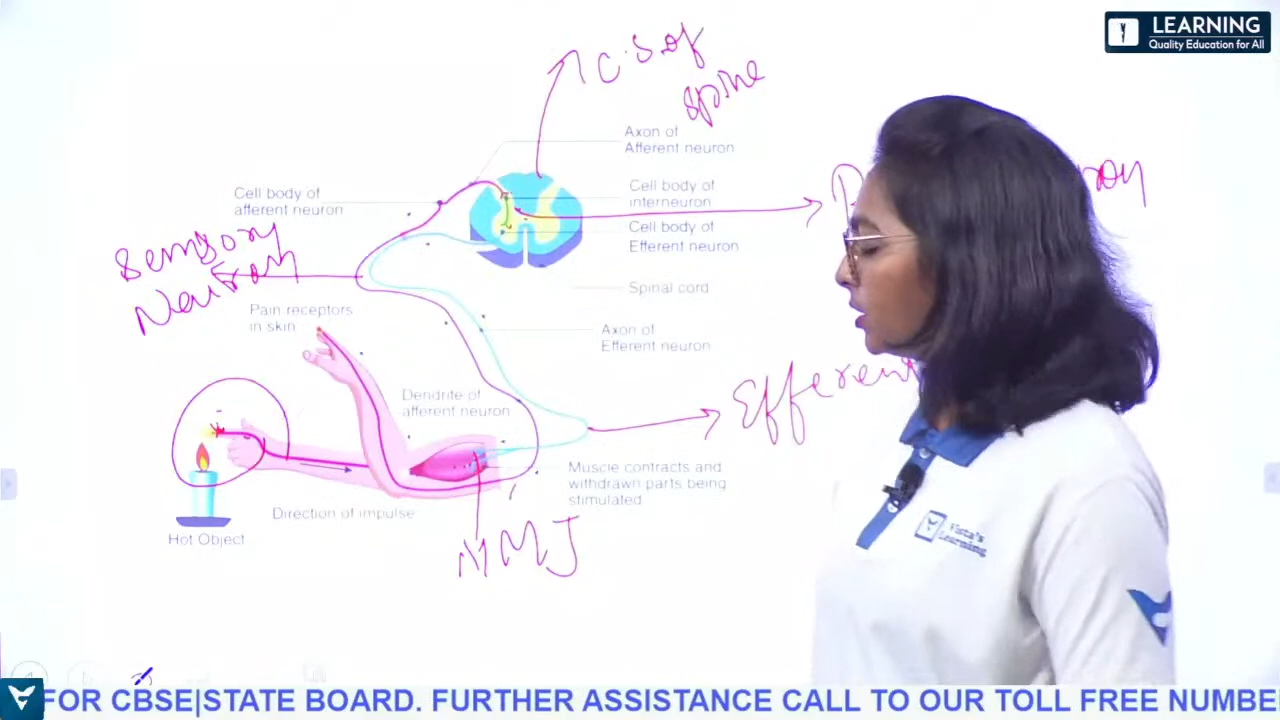 LEARNING
Quality Education for All
C.S of
spine
Axon of
Afferent neuron
Cell body of
afferent neuron
Cell body of
interneuron
Cell body of
Efferent neuron
Sensory
Neuron
Spinal cord
Pain receptors
in skin
Axon of
Efferent neuron
Efferent
Dendrite of
afferent neuron
Muscle contracts and
withdrawn parts being
stimulated
Direction of impulse
Hot Object
NMJ
Learning
FOR CBSE|STATE BOARD. FURTHER ASSISTANCE CALL TO OUR TOLL FREE NUMBE